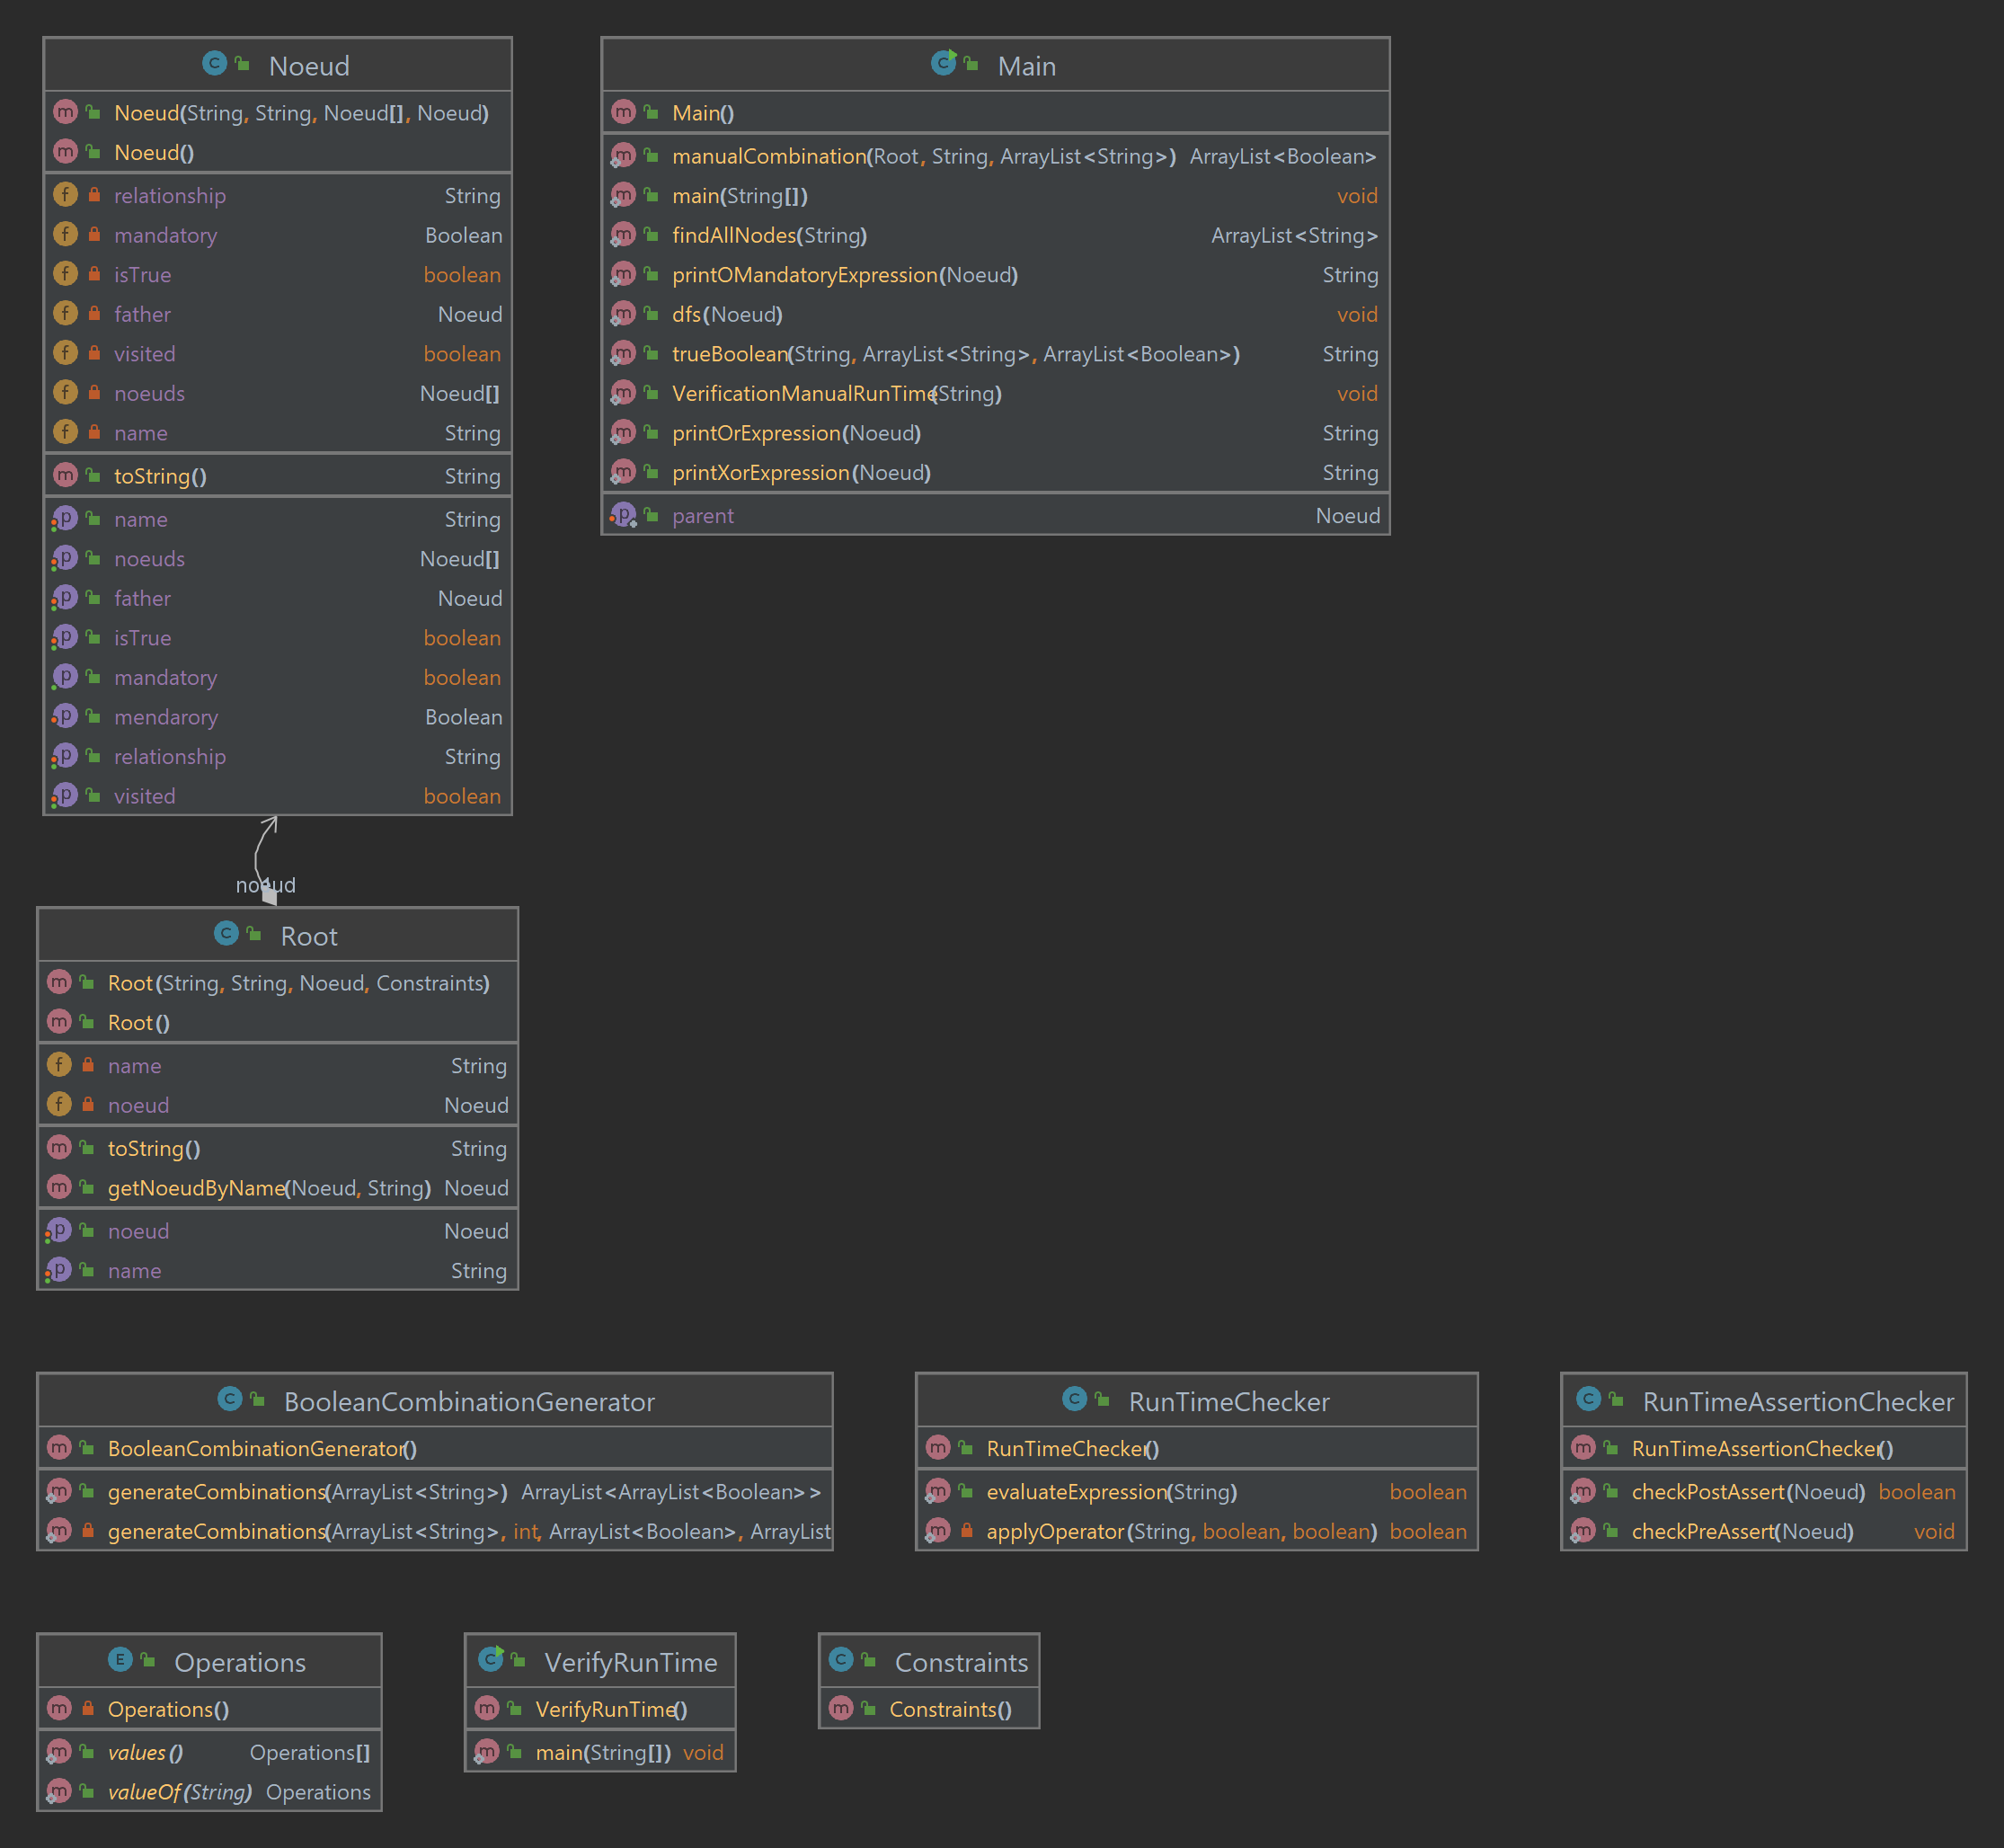 Noeud
Noeud(String, String, Noeud[], Noeud)
Noeud()
relationship String
mandatory Boolean
isTrue boolean
father Noeud
visited boolean
noeuds Noeud[]
name String
toString() String
name String
noeuds Noeud[]
father Noeud
isTrue boolean
mandatory boolean
mendarory Boolean
relationship String
visited boolean
Main
Main()
manualCombination(Root, String, ArrayList<String>) ArrayList<Boolean>
main(String[]) void
findAllNodes(String) ArrayList<String>
printOMandatoryExpression(Noeud) String
dfs(Noeud) void
trueBoolean(String, ArrayList<String>, ArrayList<Boolean>) String
VerificationManualRunTime(String) void
printOrExpression(Noeud) String
printXorExpression(Noeud) String
parent Noeud
noeud
Root
Root(String, String, Noeud, Constraints)
Root()
name String
noeud Noeud
toString() String
getNoeudByName(Noeud, String) Noeud
noeud Noeud
name String
BooleanCombinationGenerator
BooleanCombinationGenerator()
generateCombinations(ArrayList<String>) ArrayList<ArrayList<Boolean>>
generateCombinations(ArrayList<String>, int, ArrayList<Boolean>, ArrayList
RunTimeChecker
RunTimeChecker()
evaluateExpression(String) boolean
applyOperator(String, boolean, boolean) boolean
RunTimeAssertionChecker
RunTimeAssertionChecker()
checkPostAssert(Noeud) boolean
checkPreAssert(Noeud) void
Operations
Operations()
values() Operations[]
valueOf(String) Operations
VerifyRunTime
VerifyRunTime()
main(String[]) void
Constraints
Constraints()